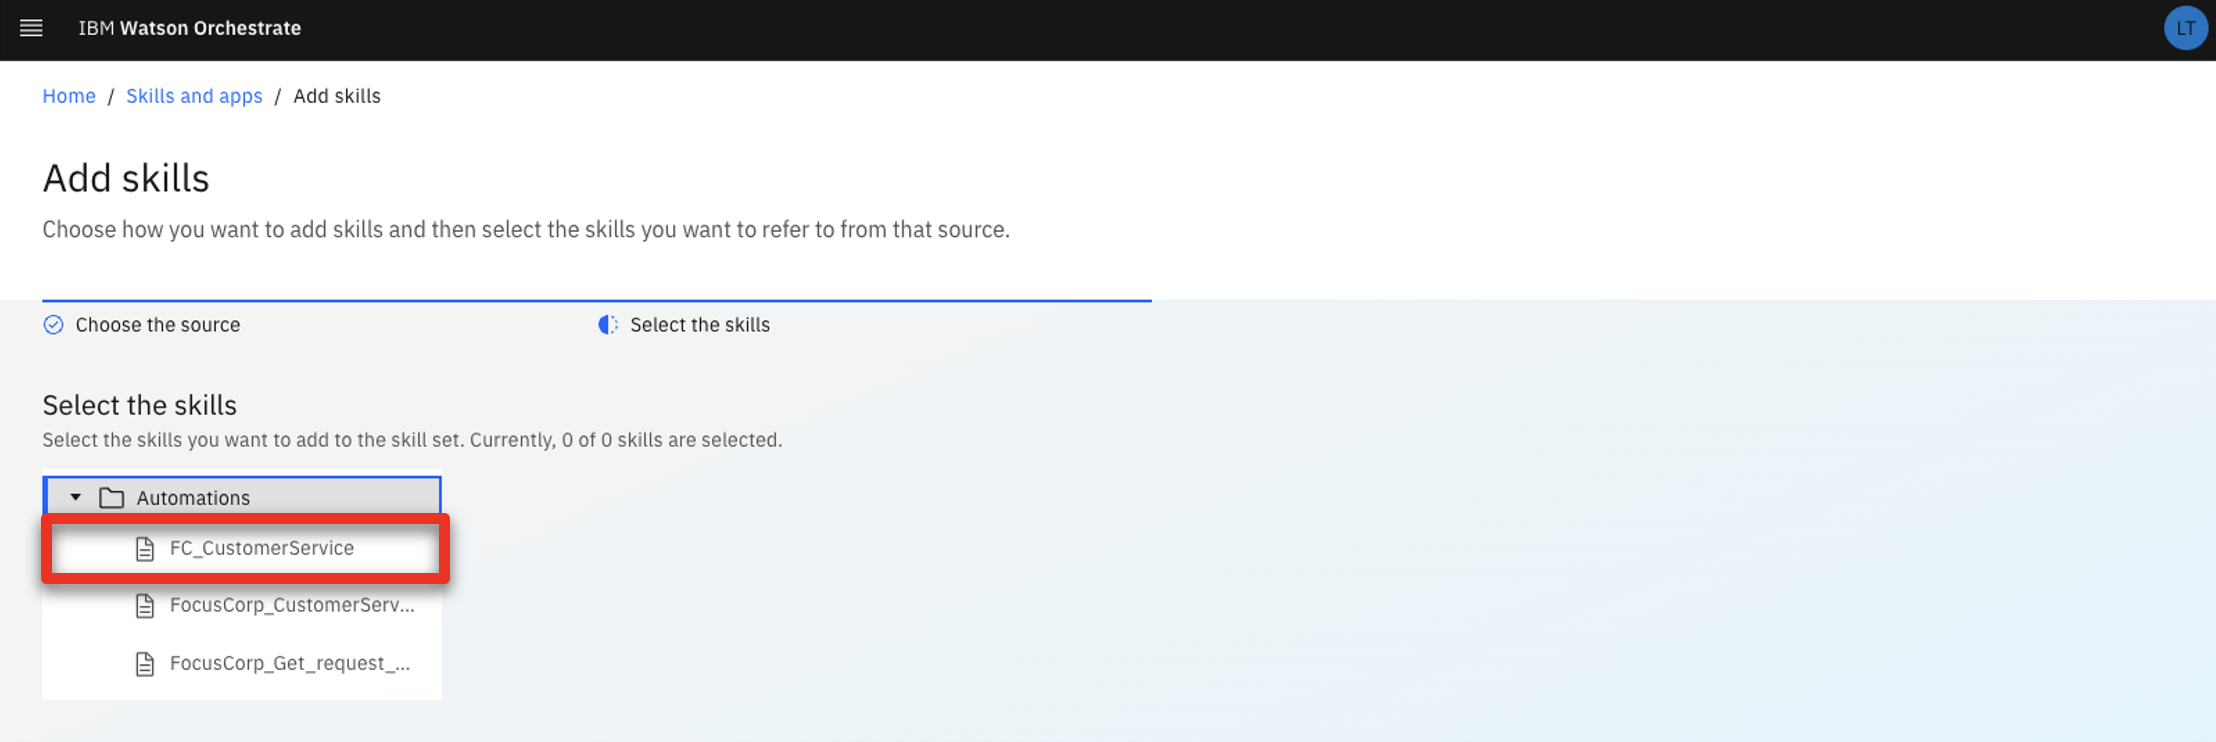 IBM Watson Orchestrate
LT
Home / Skills and apps / Add skills
Add skills
Choose how you want to add skills and then select the skills you want to refer to from that source.
Choose the source
Select the skills
Select the skills
Select the skills you want to add to the skill set. Currently, 0 of 0 skills are selected.
Automations
FC_CustomerService
FocusCorp_CustomerServ...
FocusCorp_Get_request_...